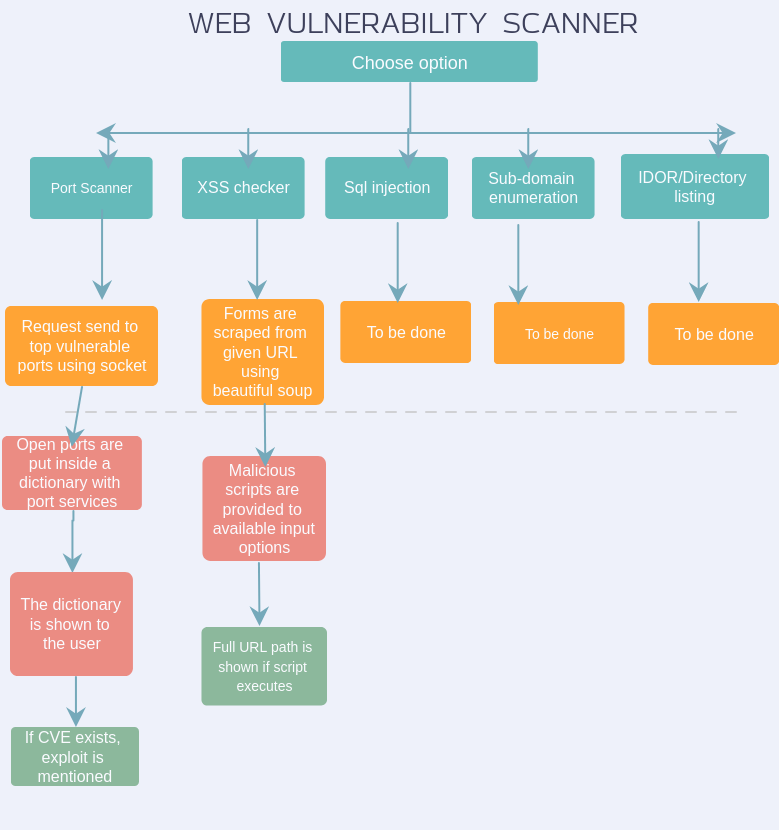 WEB VULNERABILITY SCANNER
Choose option
Port Scanner
XSS checker
Sql injection
Sub-domain
enumeration
IDOR/Directory
listing
Request send to
top vulnerable
ports using socket
Forms are
scraped from
given URL
using
beautiful soup
To be done
To be done
To be done
Open ports are
put inside a
dictionary with
port services
Malicious
scripts are
provided to
available input
options
The dictionary
is shown to
the user
Full URL path is
shown if script
executes
If CVE exists,
exploit is
mentioned